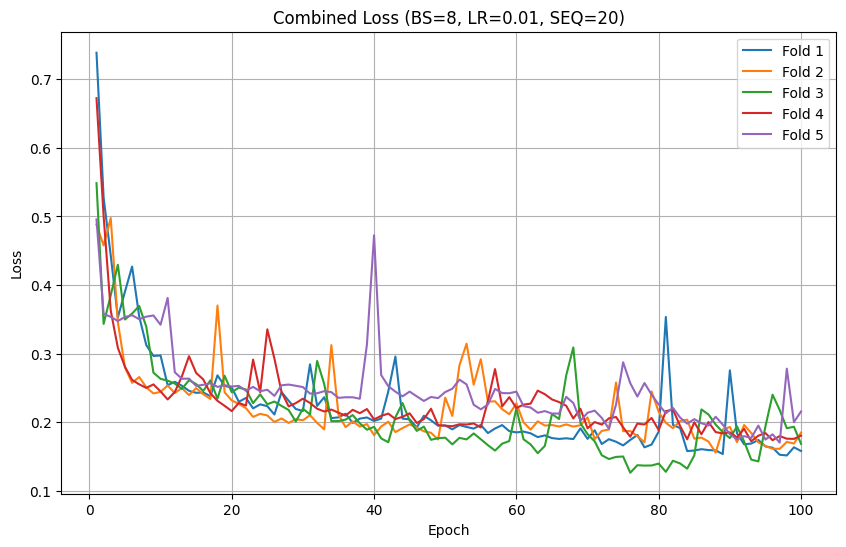 Combined Loss (BS=8, LR=0.01, SEQ=20)
Fold 1
Fold 2
Fold 3
Fold 4
Fold 5
Loss
0.7
0.6
0.5
0.4
0.3
0.2
0.1
0 20 40 60 80 100
Epoch